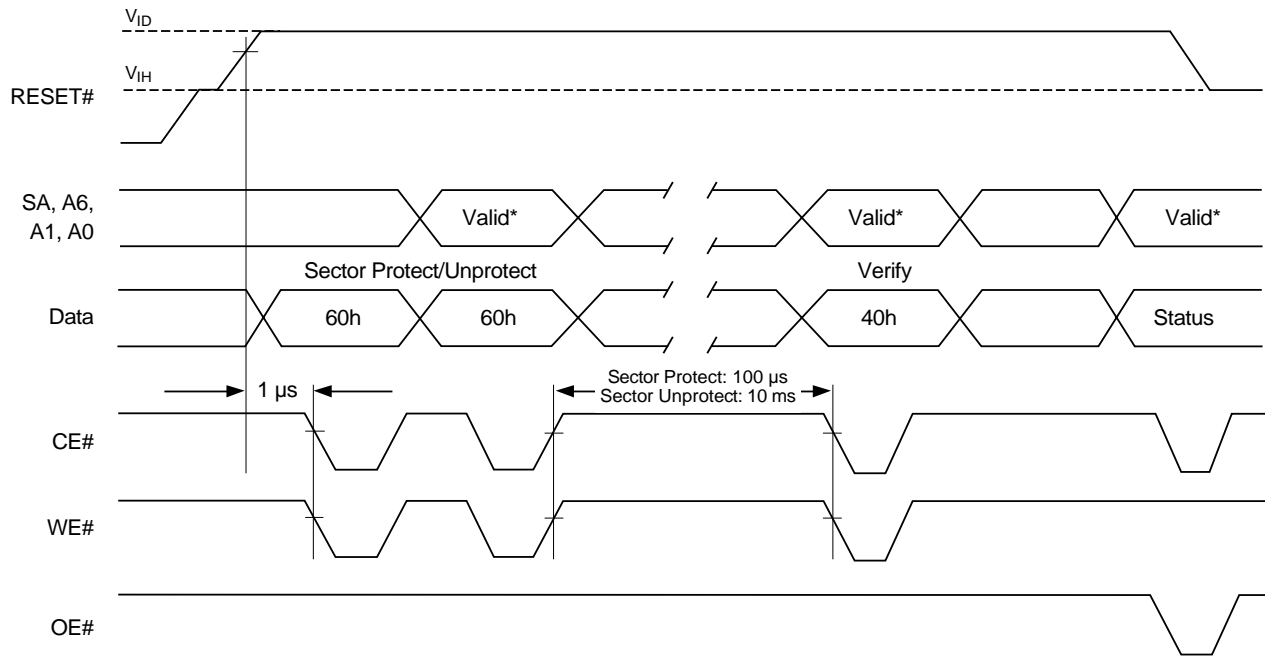 VID
VIH
RESET#
SA, A6,
A1, A0
Valid*
Valid*
Valid*
Sector Protect/Unprotect
Verify
Data
60h
60h
40h
Status
1 µs
Sector Protect: 100 µs
Sector Unprotect: 10 ms
CE#
WE#
OE#